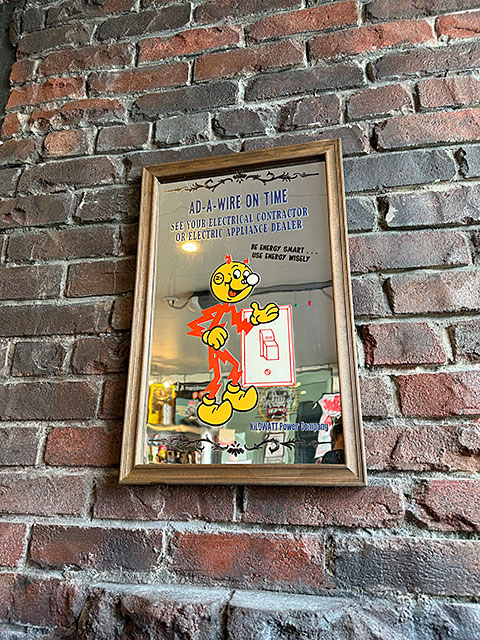 AD-A-WIRE ON TIME
SEE YOUR ELECTRICAL CONTRACTOR
OR ELECTRIC APPLIANCE DEALER
BE ENERGY SMART...
USE ENERGY WISELY
KILOWATT Power Company